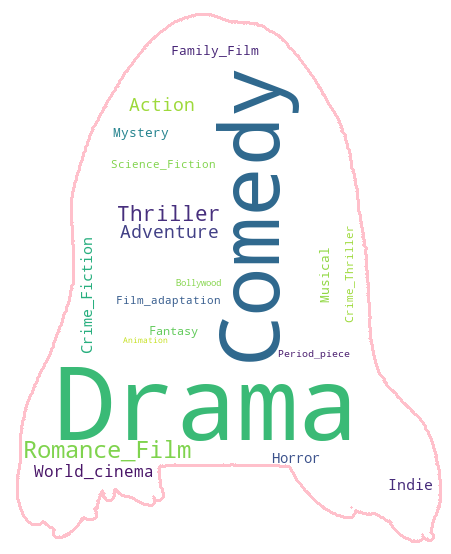 Family_Film
Action
Comedy
Mystery
Science_Fiction
Thriller
Adventure
Crime_Fiction
Musical
Crime_Thriller
Bollywood
Film_adaptation
Fantasy
Animation
Period_piece
Drama
Romance_Film
World_cinema
Horror
Indie